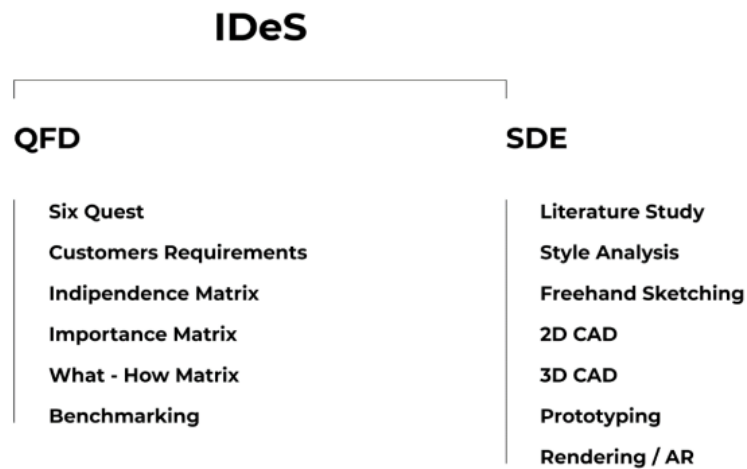 IDeS
QFD
Six Quest
Customers Requirements
Indipendence Matrix
Importance Matrix
What - How Matrix
Benchmarking
SDE
Literature Study
Style Analysis
Freehand Sketching
2D CAD
3D CAD
Prototyping
Rendering / AR